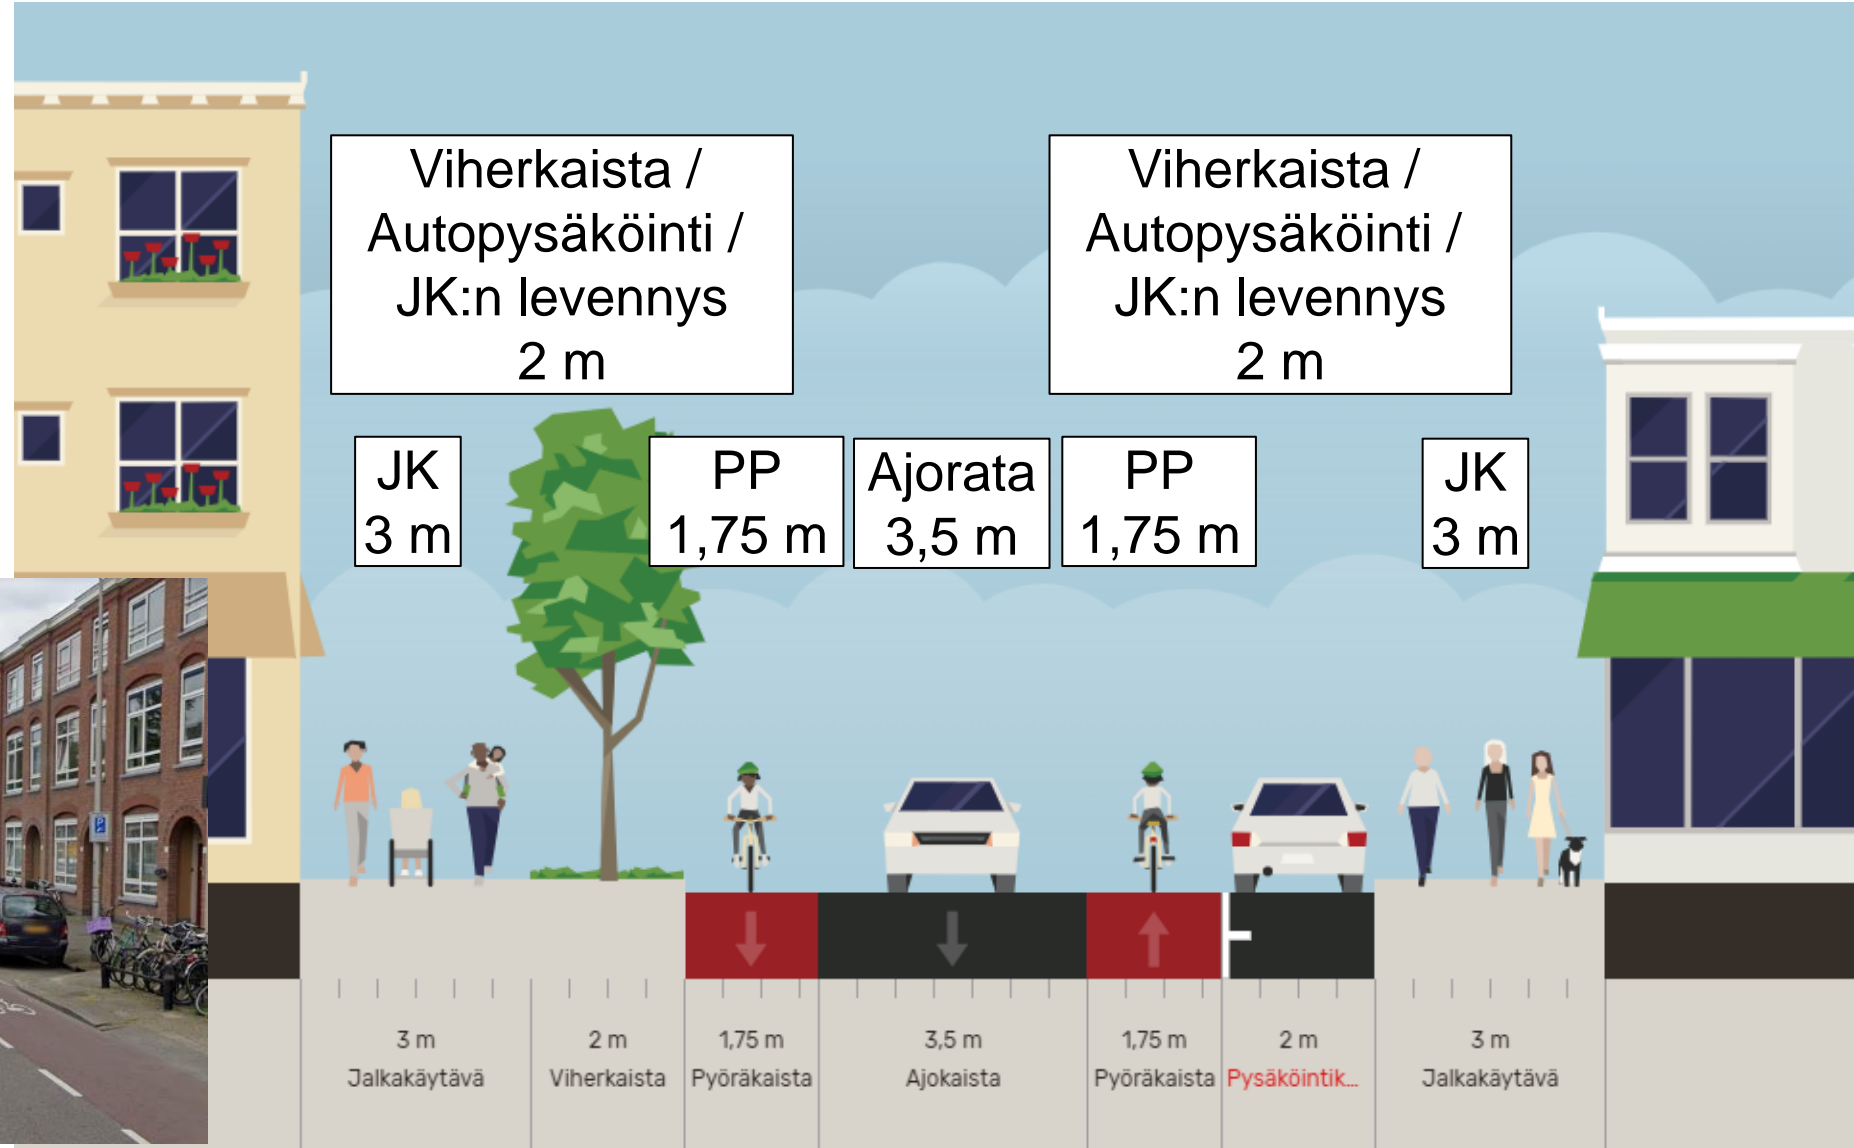 Viherkaista /
Autopysäköinti /
JK:n levennys
2 m
Viherkaista /
Autopysäköinti /
JK:n levennys
2 m
JK
3 m
PP
1,75 m
Ajorata
3,5 m
PP
1,75 m
JK
3 m
P
3 m
Jalkakäytävä
2 m
Viherkaista
1,75 m
Pyöräkaista
3,5 m
Ajokaista
1,75 m
Pyöräkaista
2 m
Pysäköintik...
3 m
Jalkakäytävä